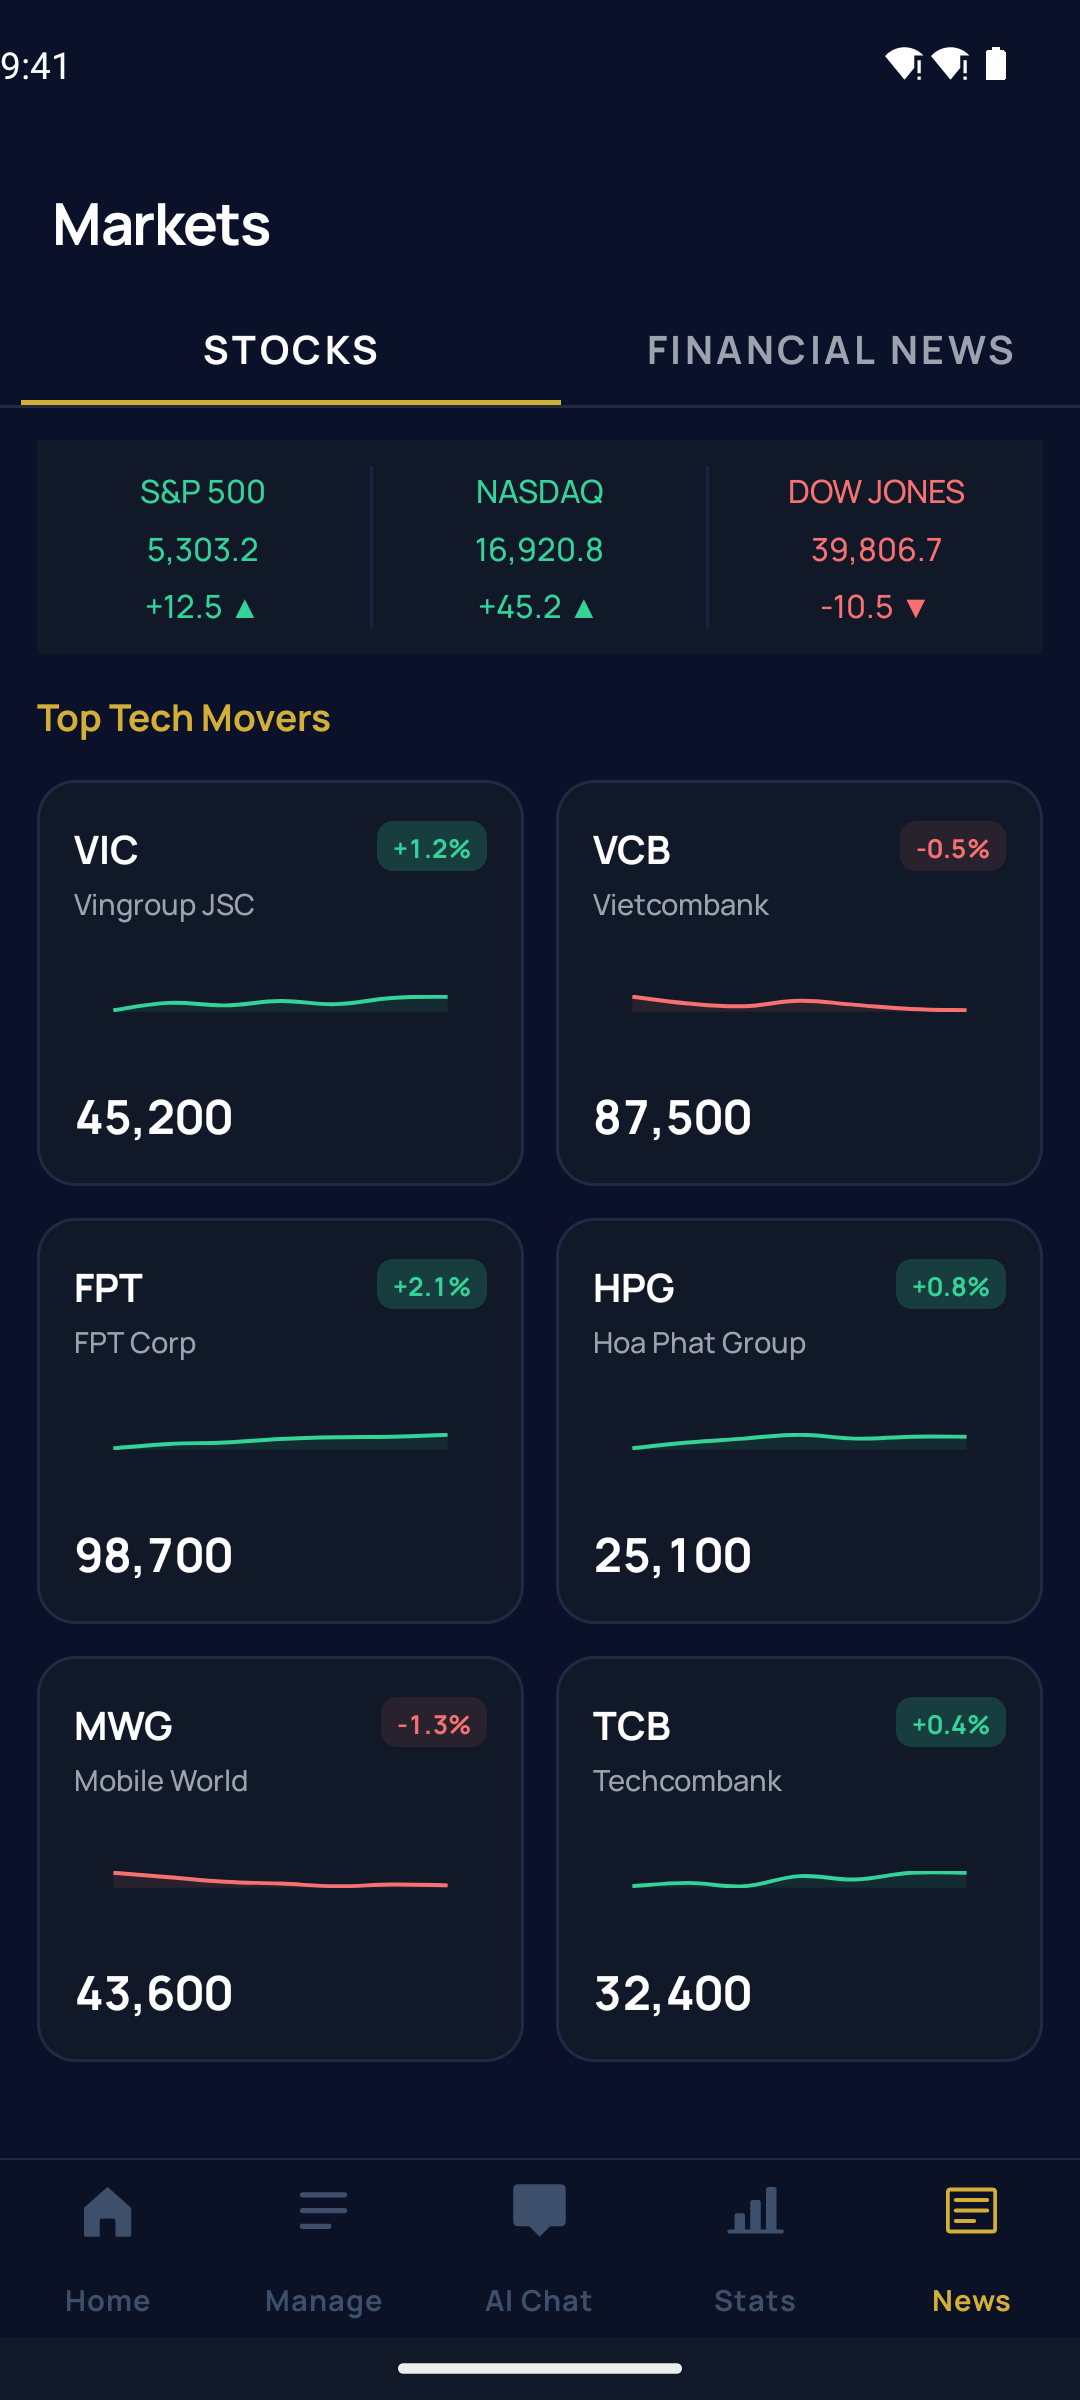 9:41
Markets
STOCKS
FINANCIAL NEWS
S&P 500
5,303.2
+12.5 ▲
NASDAQ
16,920.8
+45.2 ▲
DOW JONES
39,806.7
-10.5 ▼
Top Tech Movers
VIC
+1.2%
Vingroup JSC
45,200
VCB
-0.5%
Vietcombank
87,500
FPT
+2.1%
FPT Corp
98,700
HPG
+0.8%
Hoa Phat Group
25,100
MWG
-1.3%
Mobile World
43,600
TCB
+0.4%
Techcombank
32,400
Home
Manage
AI Chat
Stats
News